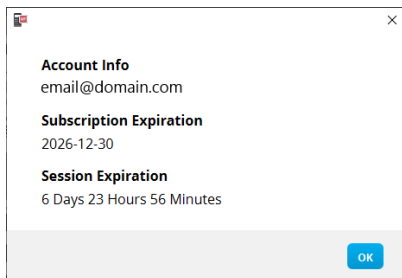 Account Info
email@domain.com
Subscription Expiration
2026-12-30
Session Expiration
6 Days 23 Hours 56 Minutes
OK